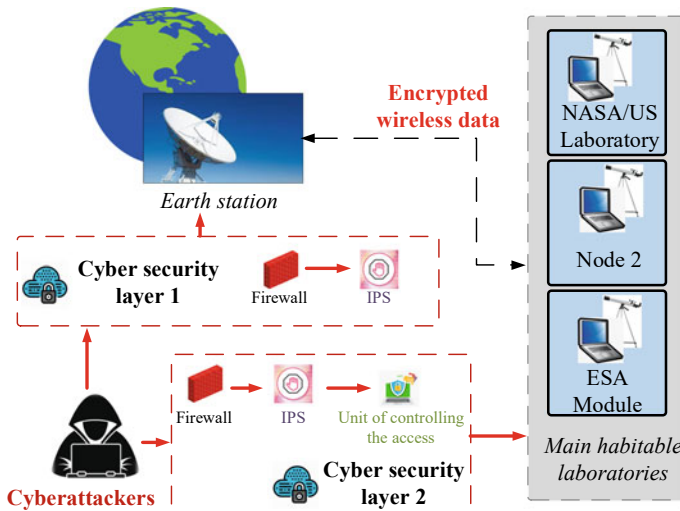 Encrypted
wireless data
NASA/US
Laboratory
Earth station
Node 2
Cyber security
layer 1
Firewall
IPS
ESA
Module
Firewall
IPS
Unit of controlling
the access
Main habitable
laboratories
Cyberattackers
Cyber security
layer 2